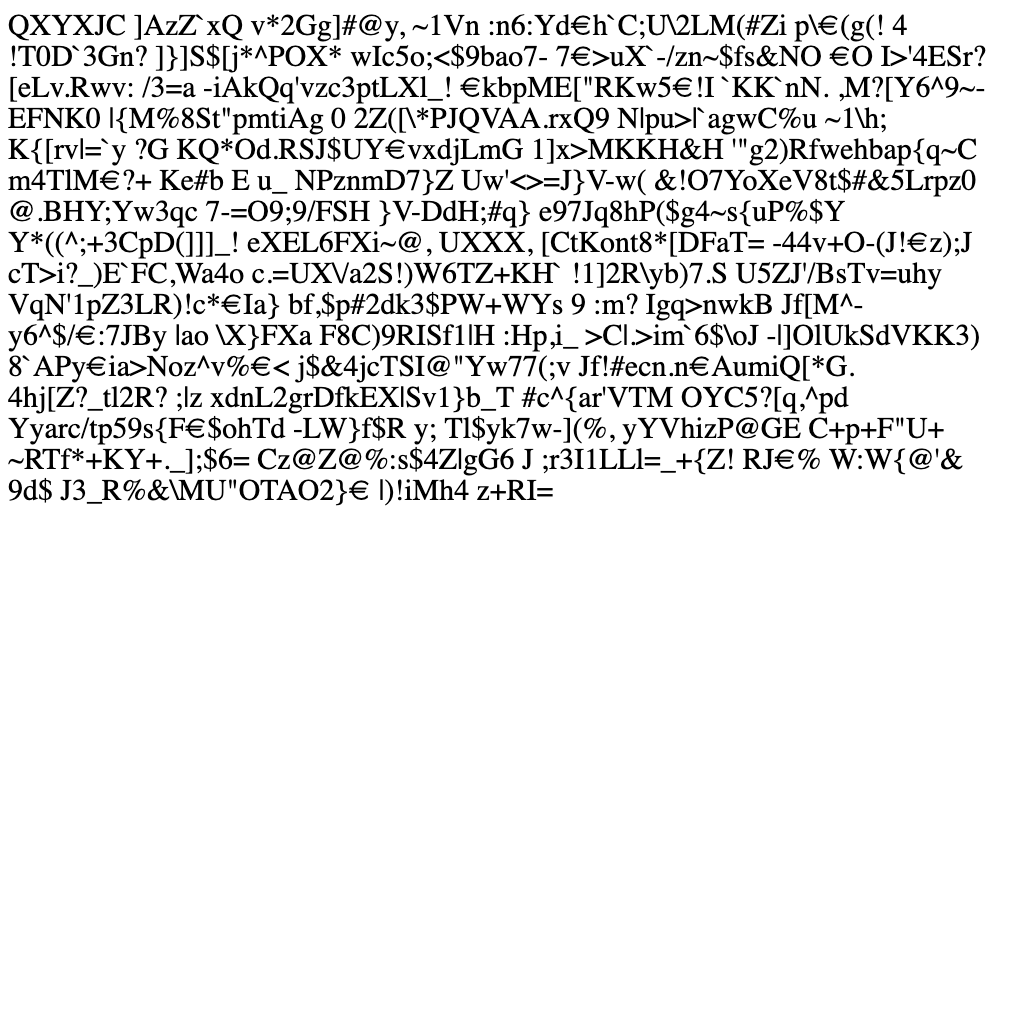 QXYXJC ]AzZ`xQ v*2Gg]#@y, ~1Vn :n6:Yd€h`C;U\2LM(#Zi p\€(g(! 4
!T0D`3Gn? ]}]S$[j*^POX* wIc5o;<$9bao7- 7€>uX`-/zn~$fs&NO €O I>'4ESr?
[eLv.Rwv: /3=a -iAkQq'vzc3ptLXl_! €kbpME["RKw5€!I `KK`nN. ,M?[Y6^9~-
EFNK0 |{M%8St"pmtiAg 0 2Z([\*PJQVAA.rxQ9 N|pu>|`agwC%u ~1\h;
K{[rv|=`y ?G KQ*Od.RSJ$UY€vxdjLmG 1]x>MKKH&H '"g2)Rfwehbap{q~C
m4TlM€?+ Ke#b E u_ NPznmD7}Z Uw'<>=J}V-w( &!O7YoXeV8t$#&5Lrpz0
@.BHY;Yw3qc 7-=O9;9/FSH }V-DdH;#q} e97Jq8hP($g4~s{uP%$Y
Y*((^;+3CpD(]]]_! eXEL6FXi~@, UXXX, [CtKont8*[DFaT= -44v+O-(J!€z);J
cT>i?_)E`FC,Wa4o c.=UX\/a2S!)W6TZ+KH` !1]2R\yb)7.S U5ZJ'/BsTv=uhy
VqN'1pZ3LR)!c*€Ia} bf,$p#2dk3$PW+WYs 9 :m? Igq>nwkB Jf[M^-
y6^$/€:7JBy |ao \X}FXa F8C)9RISf1|H :Hp,i_ >C|.>im`6$\oJ -|]OlUkSdVKK3)
8`APy€ia>Noz^v%€< j$&4jcTSI@"Yw77(;v Jf!#ecn.n€AumiQ[*G.
4hj[Z?_tl2R? ;|z xdnL2grDfkEX|Sv1}b_T #c^{ar'VTM OYC5?[q,^pd
Yyarc/tp59s{F€$ohTd -LW}f$R y; Tl$yk7w-](%, yYVhizP@GE C+p+F"U+
~RTf*+KY+._];$6= Cz@Z@%:s$4Z|gG6 J ;r3I1LLl=_+{Z! RJ€% W:W{@'&
9d$ J3_R%&\MU"OTAO2}€ |)!iMh4 z+RI=